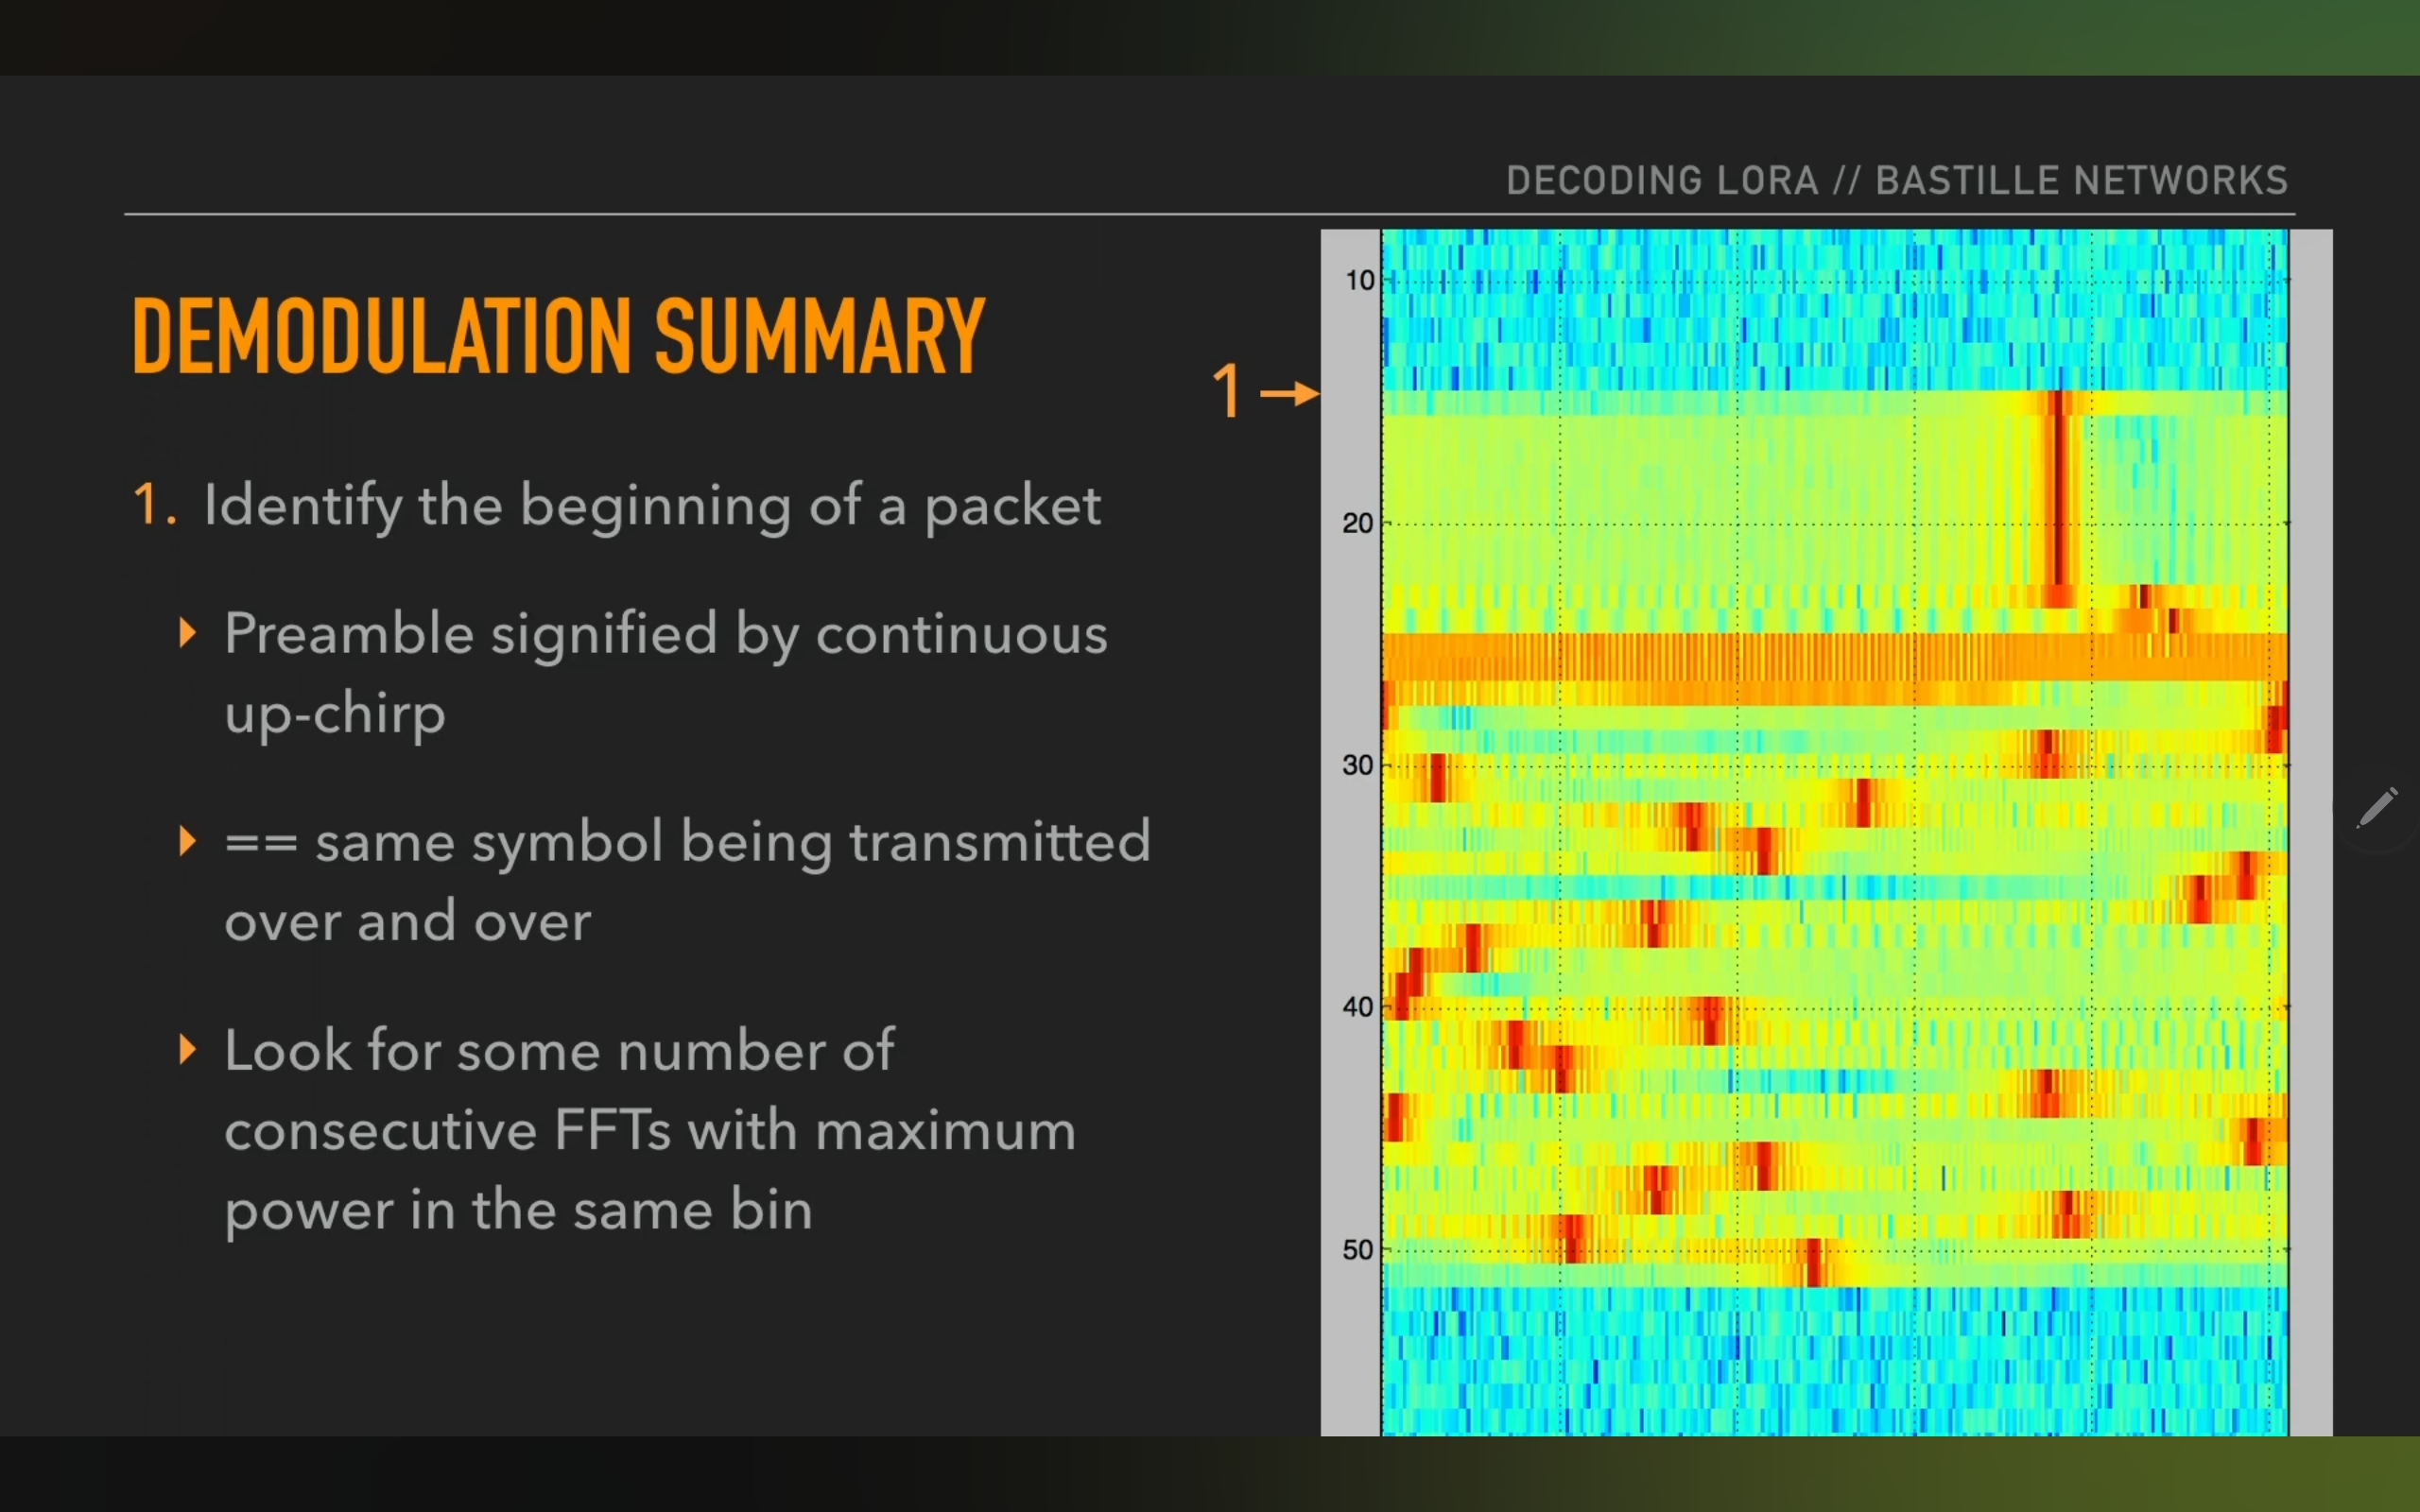 DECODING LORA // BASTILLE NETWORKS
DEMODULATION SUMMARY
1. Identify the beginning of a packet
Preamble signified by continuous
up-chirp
== same symbol being transmitted
over and over
Look for some number of
consecutive FFTs with maximum
power in the same bin
1
10
20
30
40
50